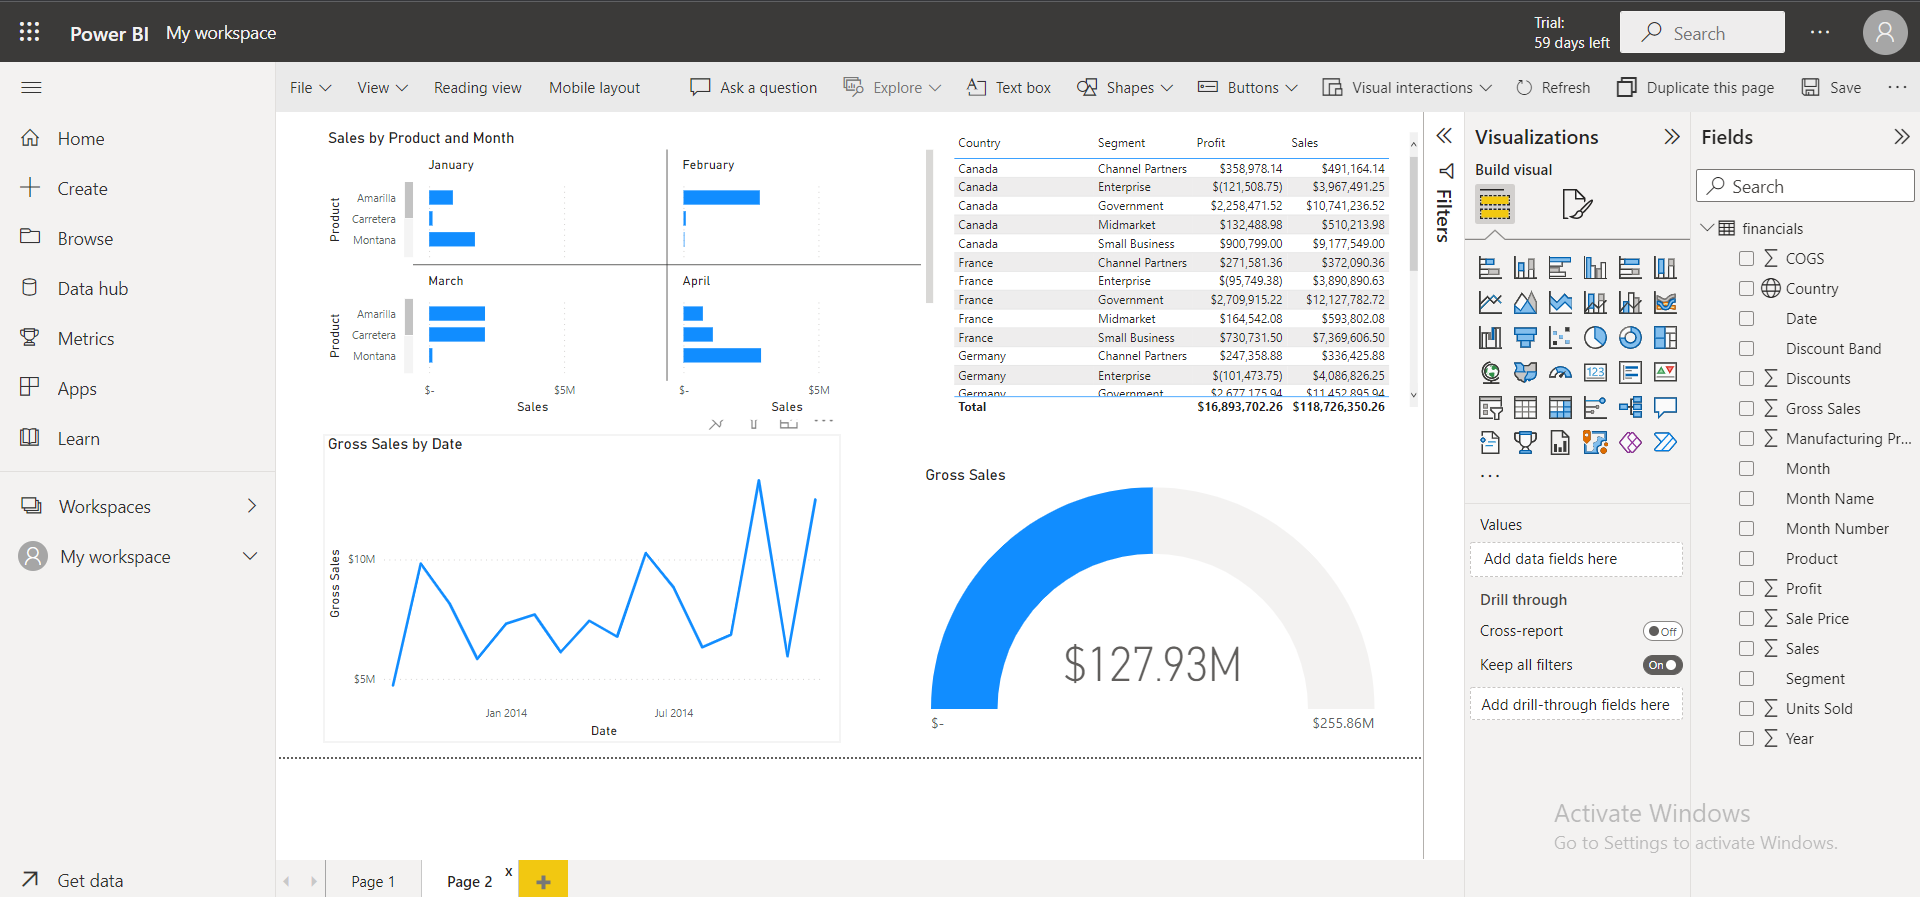 Power BI My workspace
Trial:
59 days left
Search
File View Reading view Mobile layout Ask a question Explore Text box Shapes Buttons Visual interactions Refresh Duplicate this page Save
Home
Create
Browse
Data hub
Metrics
Apps
Learn
Workspaces
My workspace
Get data
Sales by Product and Month
January
February
Product
Amarilla
Carretera
Montana
March
April
Product
Amarilla
Carretera
Montana
$- $5M $- $5M
Sales Sales
Country Segment Profit Sales
Canada Channel Partners $358,978.14 $491,164.14
Canada Enterprise $(121,508.75) $3,967,491.25
Canada Government $2,258,471.52 $10,741,236.52
Canada Midmarket $132,488.98 $510,213.98
Canada Small Business $900,799.00 $9,177,549.00
France Channel Partners $271,581.36 $372,090.36
France Enterprise $(95,749.38) $3,890,890.63
France Government $2,709,915.22 $12,127,782.72
France Midmarket $164,542.08 $593,802.08
France Small Business $730,731.50 $7,369,606.50
Germany Channel Partners $247,358.88 $336,425.88
Germany Enterprise $(101,473.75) $4,086,826.25
Germany Government $2,677,175.94 $11,452,895.94
Total $16,893,702.26 $118,726,350.26
Gross Sales by Date
Gross Sales
$10M
$5M
Jan 2014 Jul 2014
Date
Gross Sales
$127.93M
$- $255.86M
Page 1 Page 2 x +
Filters
Visualizations
Build visual
123
Values
Add data fields here
Drill through
Cross-report Off
Keep all filters On
Add drill-through fields here
Fields
Search
financials
COGS
Country
Date
Discount Band
Discounts
Gross Sales
Manufacturing Pr...
Month
Month Name
Month Number
Product
Profit
Sale Price
Sales
Segment
Units Sold
Year
Activate Windows
Go to Settings to activate Windows.